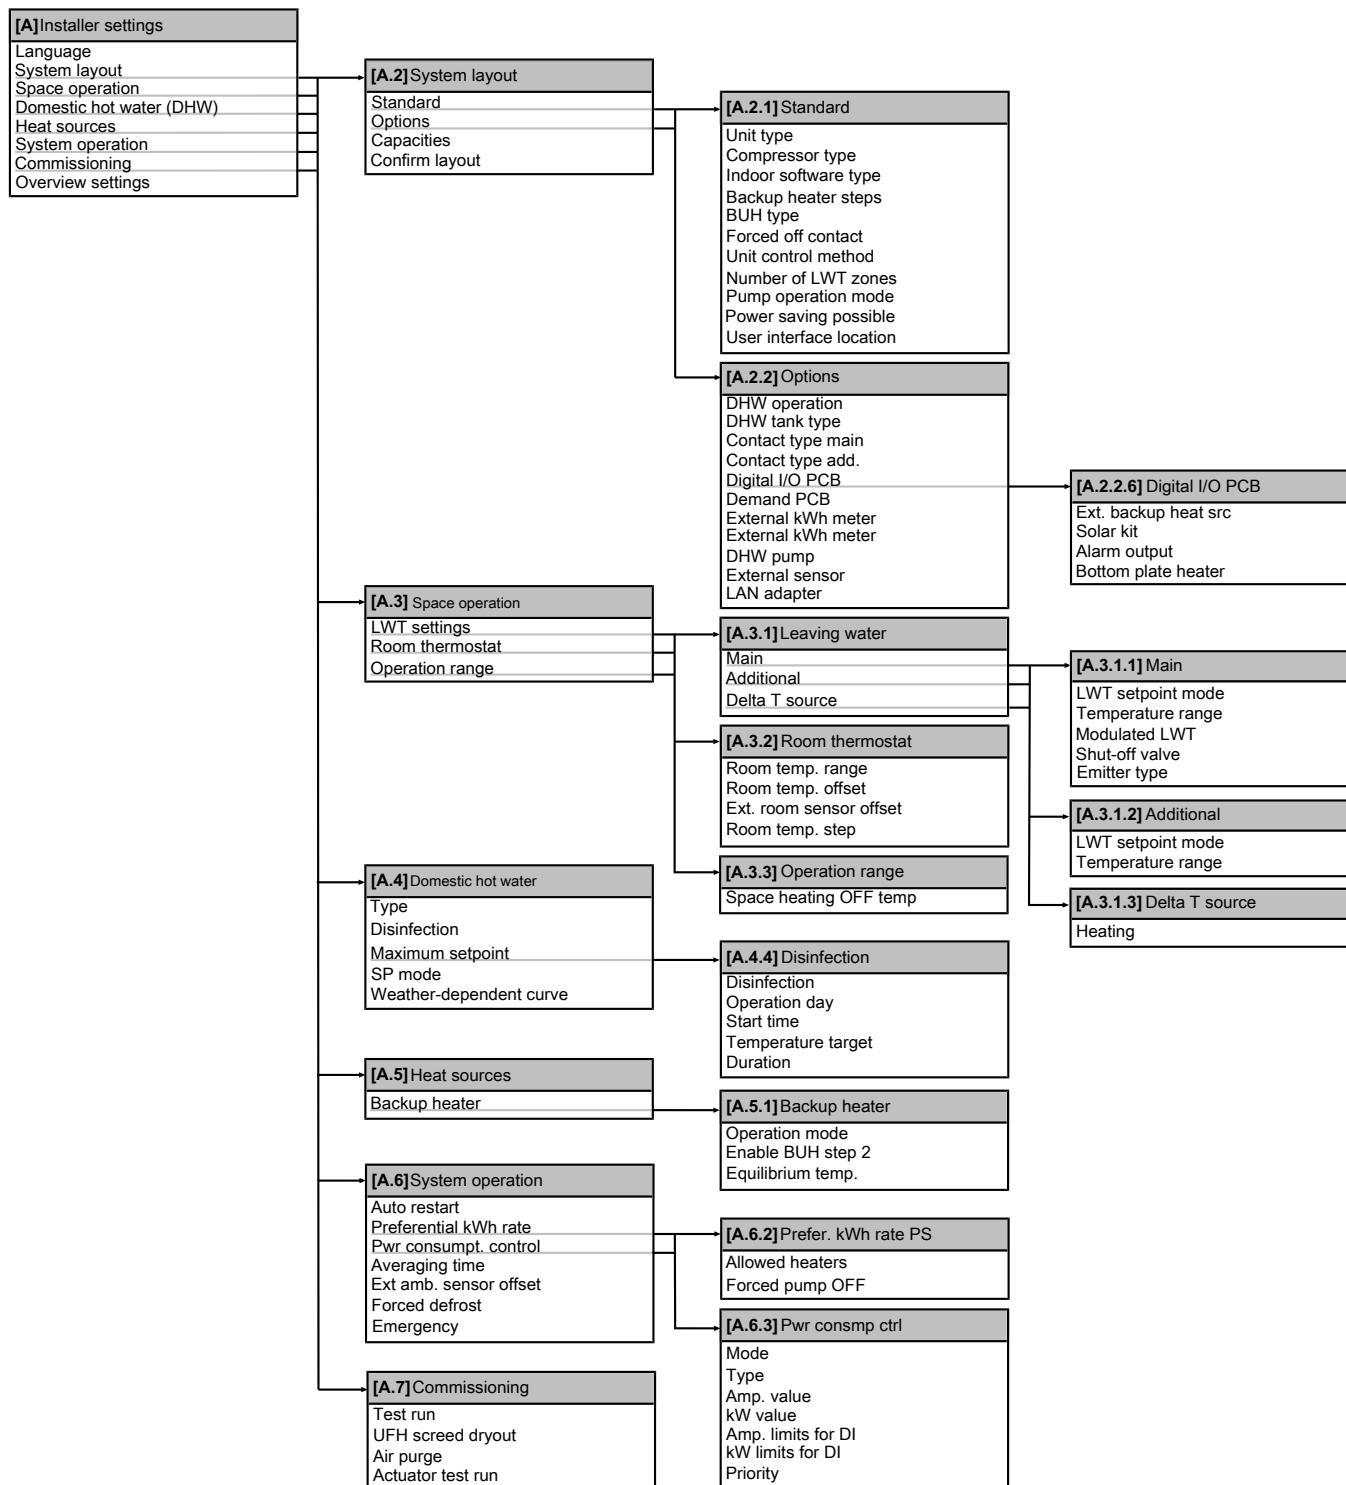 [A]Installer settings
Language
System layout
Space operation
Domestic hot water (DHW)
Heat sources
System operation
Commissioning
Overview settings
[A.2]System layout
Standard
Options
Capacities
Confirm layout
[A.2.1] Standard
Unit type
Compressor type
Indoor software type
Backup heater steps
BUH type
Forced off contact
Unit control method
Number of LWT zones
Pump operation mode
Power saving possible
User interface location
[A.2.2] Options
DHW operation
DHW tank type
Contact type main
Contact type add.
Digital I/O PCB
Demand PCB
External kWh meter
External kWh meter
DHW pump
External sensor
LAN adapter
[A.2.2.6] Digital I/O PCB
Ext. backup heat src
Solar kit
Alarm output
Bottom plate heater
[A.3] Space operation
LWT settings
Room thermostat
Operation range
[A.3.1] Leaving water
Main
Additional
Delta T source
[A.3.1.1] Main
LWT setpoint mode
Temperature range
Modulated LWT
Shut-off valve
Emitter type
[A.3.1.2] Additional
LWT setpoint mode
Temperature range
[A.3.1.3] Delta T source
Heating
[A.3.2] Room thermostat
Room temp. range
Room temp. offset
Ext. room sensor offset
Room temp. step
[A.3.3] Operation range
Space heating OFF temp
[A.4] Domestic hot water
Type
Disinfection
Maximum setpoint
SP mode
Weather-dependent curve
[A.4.4] Disinfection
Disinfection
Operation day
Start time
Temperature target
Duration
[A.5] Heat sources
Backup heater
[A.5.1] Backup heater
Operation mode
Enable BUH step 2
Equilibrium temp.
[A.6]System operation
Auto restart
Preferential kWh rate
Pwr consumpt. control
Averaging time
Ext amb. sensor offset
Forced defrost
Emergency
[A.6.2] Prefer. kWh rate PS
Allowed heaters
Forced pump OFF
[A.6.3] Pwr consmp ctrl
Mode
Type
Amp. value
kW value
Amp. limits for DI
kW limits for DI
Priority
[A.7] Commissioning
Test run
UFH screed dryout
Air purge
Actuator test run